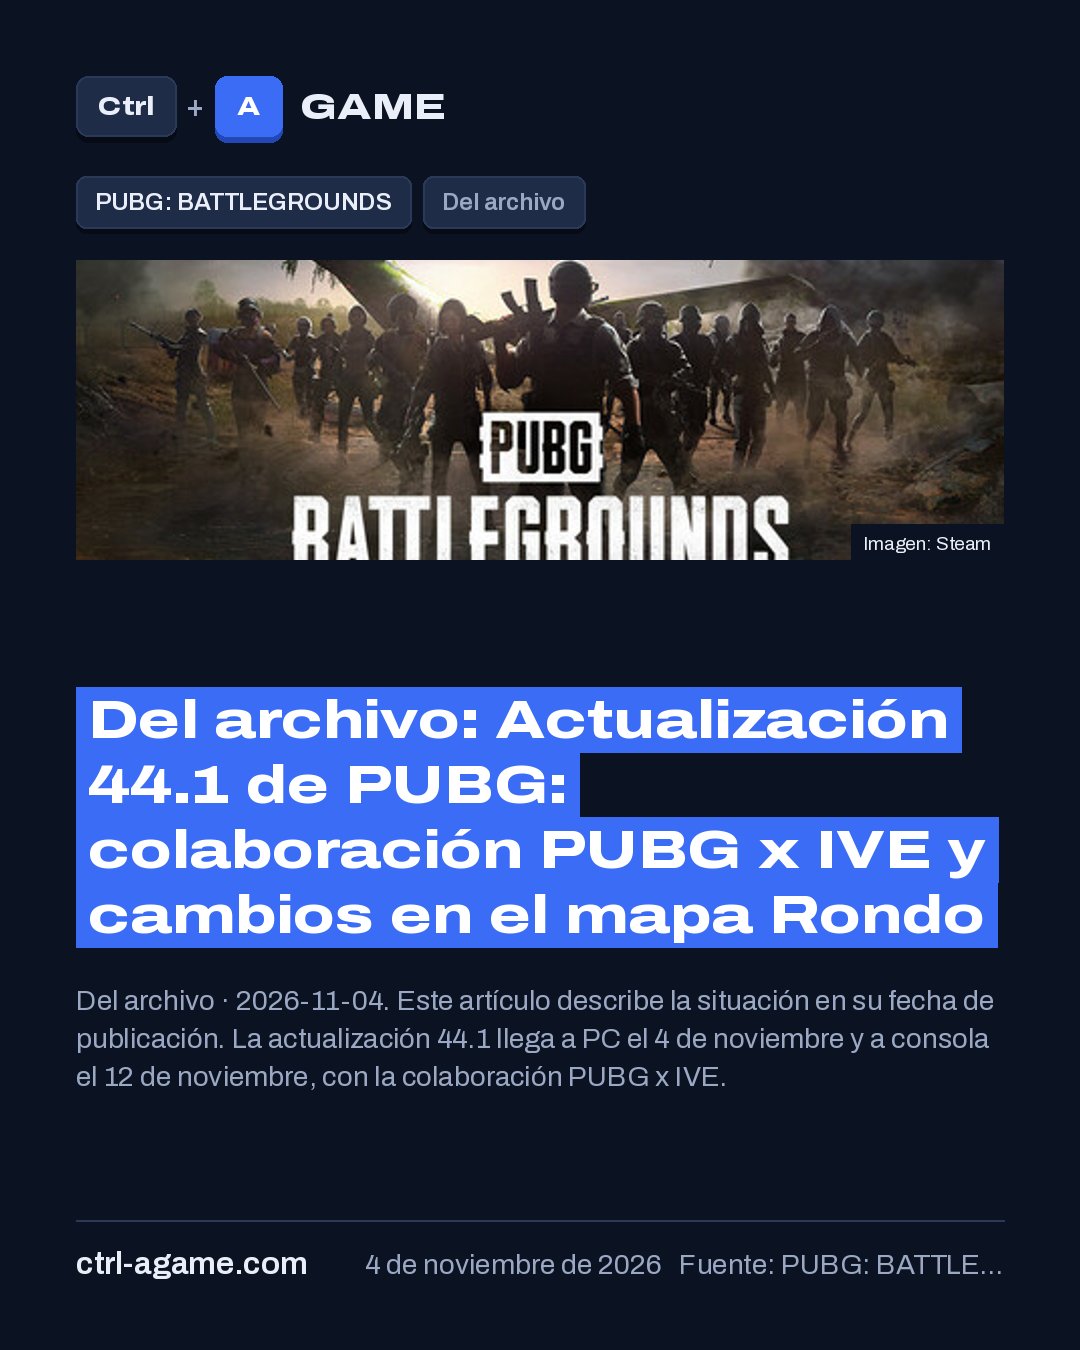 Ctrl + A GAME
PUBG: BATTLEGROUNDS Del archivo
PUBG
BATTLEGROUNDS
Imagen: Steam
Del archivo: Actualización
44.1 de PUBG:
colaboración PUBG x IVE y
cambios en el mapa Rondo
Del archivo · 2026-11-04. Este artículo describe la situación en su fecha de
publicación. La actualización 44.1 llega a PC el 4 de noviembre y a consola
el 12 de noviembre, con la colaboración PUBG x IVE.
ctrl-agame.com 4 de noviembre de 2026 Fuente: PUBG: BATTLE...